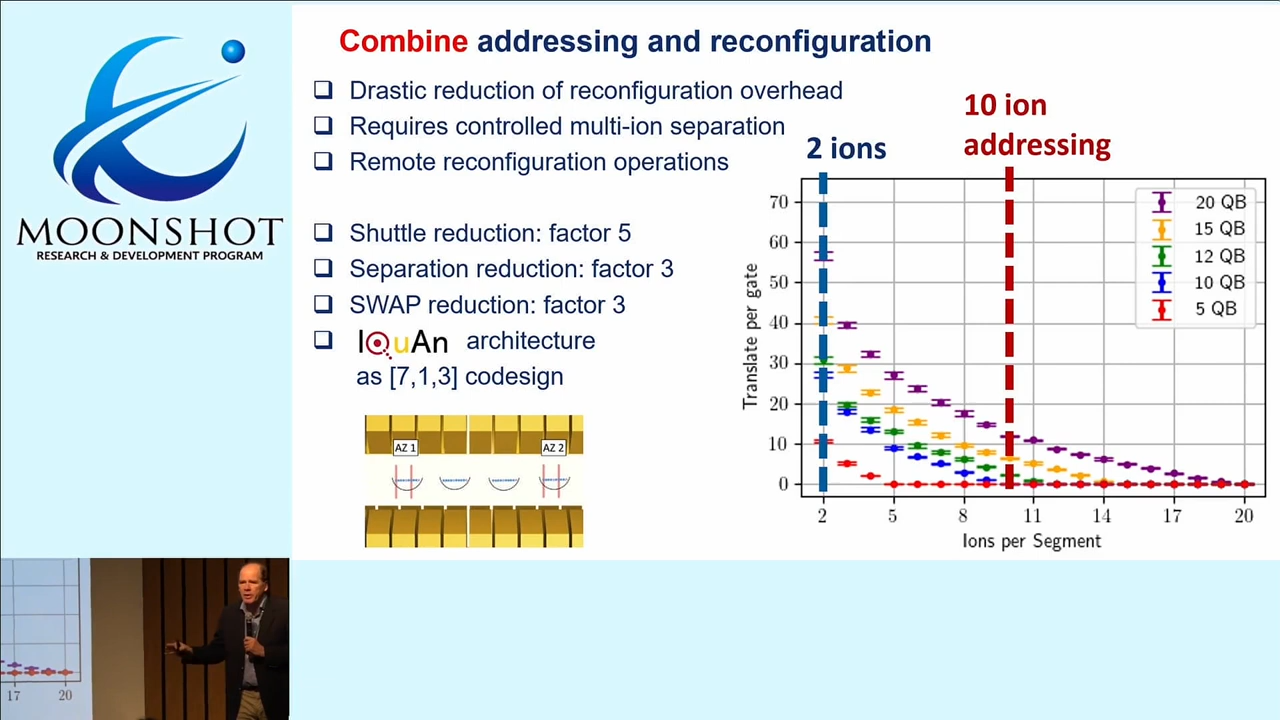 MOONSHOT
RESEARCH & DEVELOPMENT PROGRAM
Combine addressing and reconfiguration
Drastic reduction of reconfiguration overhead
Requires controlled multi-ion separation
Remote reconfiguration operations
Shuttle reduction: factor 5
Separation reduction: factor 3
SWAP reduction: factor 3
IQuAn architecture
as [7,1,3] codesign
AZ 1
AZ 2
2 ions
10 ion
addressing
Translate per gate
70
60
50
40
30
20
10
0
20 QB
15 QB
12 QB
10 QB
5 QB
2 5 8 11 14 17 20
Ions per Segment
17 20